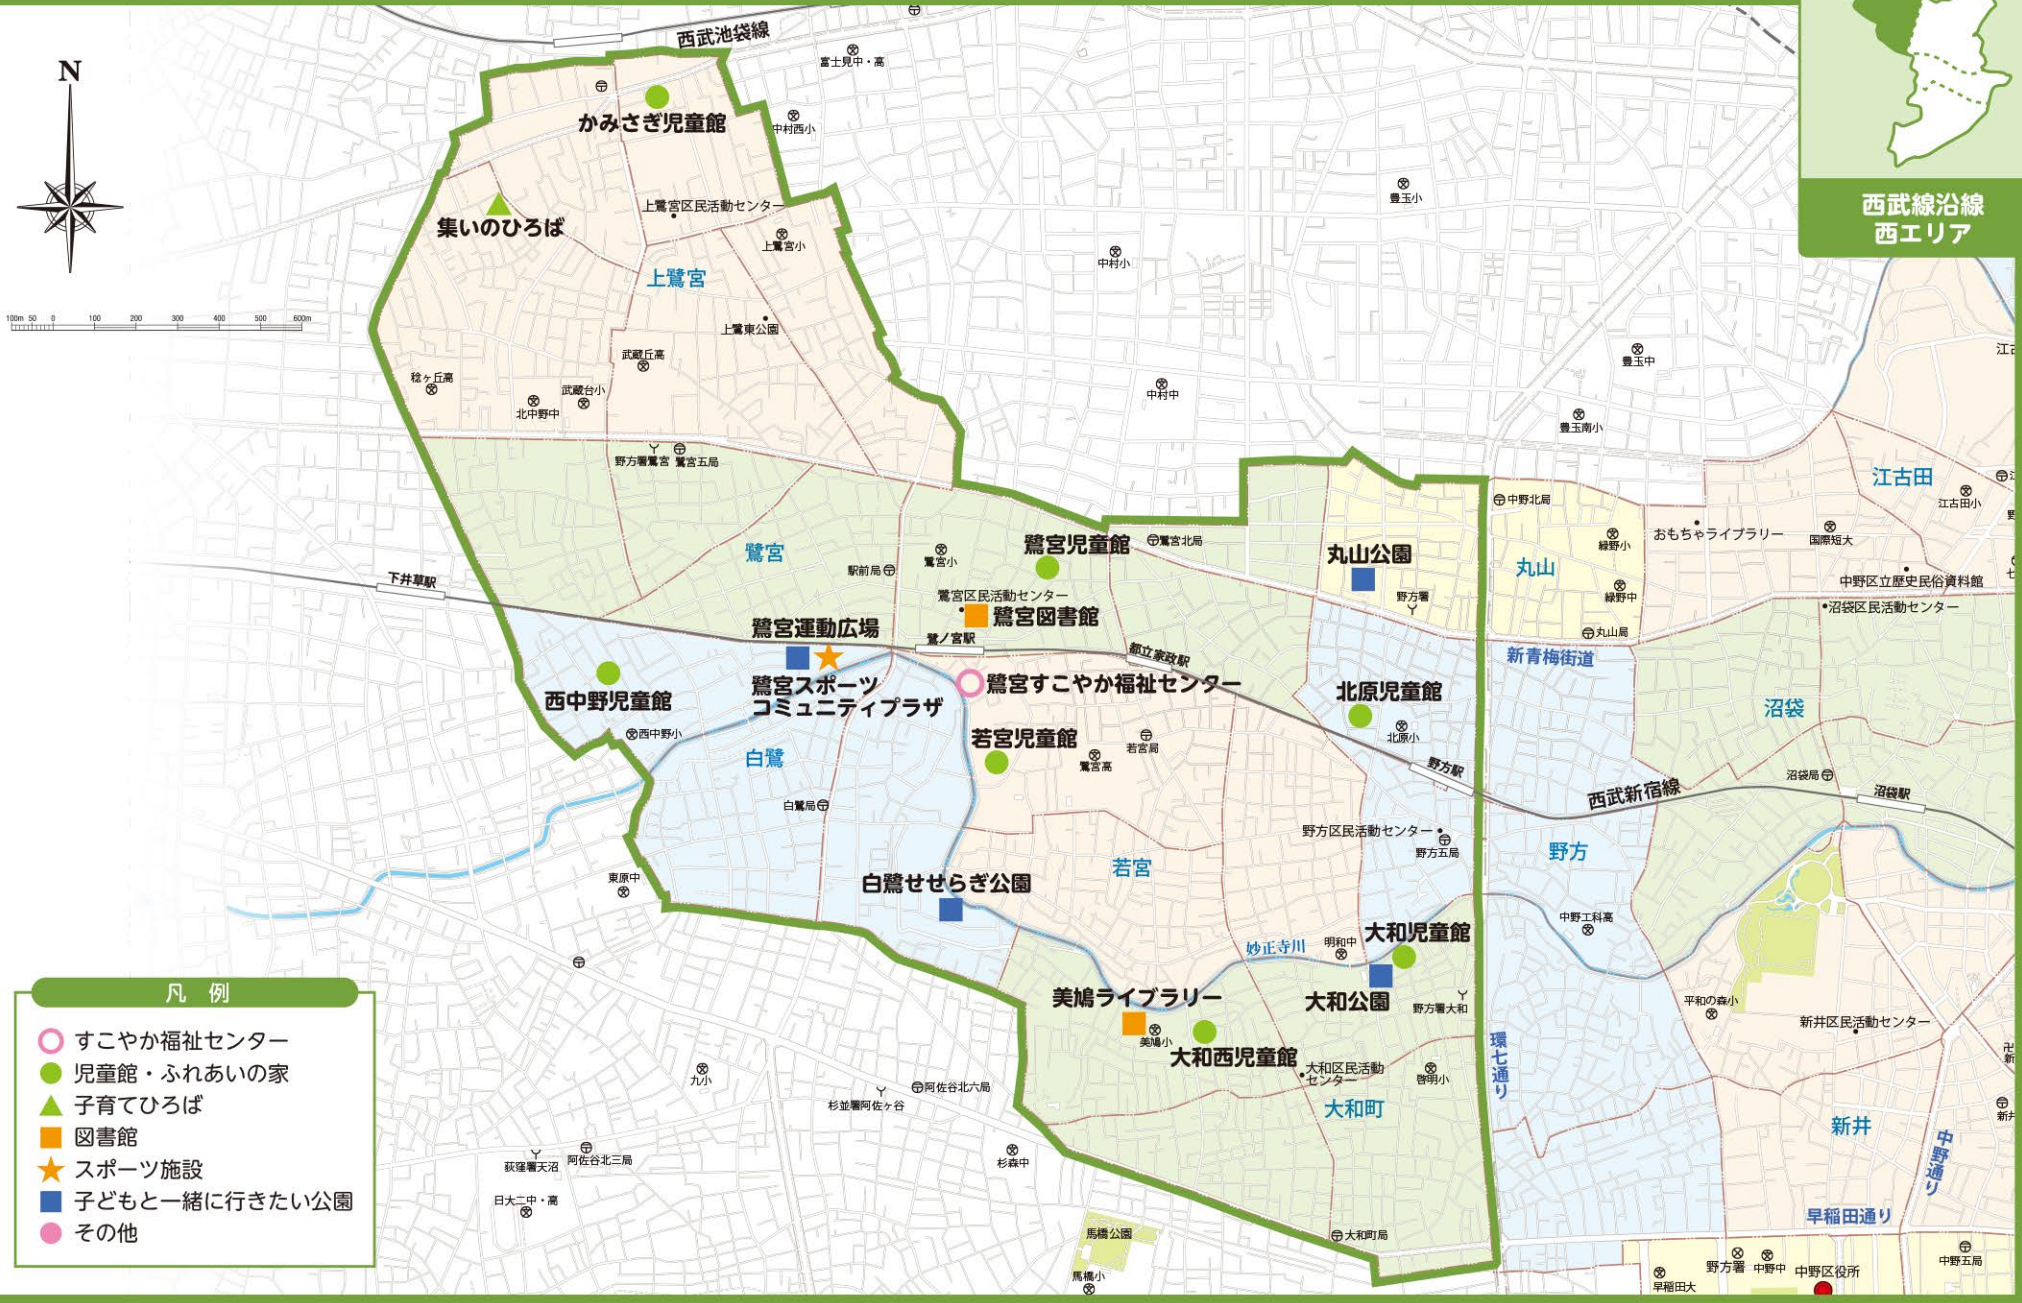 西武池袋線
富士見中・高
N
かみさぎ児童館
中村西小
豊玉小
西武線沿線
西エリア
上鷺宮区民活動センター
集いのひろば
上鷺宮小
中村小
上鷺宮
100m 50 0 100 200 300 400 500 600m
上鷺東公園
武蔵丘高
豊玉中
稔ヶ丘高
武蔵台小
北中野中
中村中
豊玉南小
野方署鷺宮
鷺宮五局
江古田
中野北局
江古田小
おもちゃライブラリー
国際短大
緑野小
鷺宮
鷺宮小
鷺宮児童館
鷺宮北局
丸山公園
丸山
駅前局
下井草駅
鷺宮区民活動センター
野方署
緑野中
中野区立歴史民俗資料館
沼袋区民活動センター
鷺宮図書館
鷺宮運動広場
鷺ノ宮駅
丸山局
都立家政駅
新青梅街道
鷺宮スポーツ
コミュニティプラザ
鷺宮すこやか福祉センター
西中野児童館
北原児童館
沼袋
西中野小
若宮児童館
若宮局
鷺宮高
北原小
白鷺
野方駅
沼袋局
西武新宿線
沼袋駅
白鷺局
野方区民活動センター
野方五局
野方
若宮
東原中
白鷺せせらぎ公園
中野工科高
大和児童館
妙正寺川
明和中
美鳩ライブラリー
大和公園
野方署大和
平和の森小
新井区民活動センター
美鳩小
大和西児童館
環七通り
大和区民活動
センター
啓明小
大和町
九小
阿佐谷北六局
杉並署阿佐ヶ谷
新井
中野通り
荻窪署天沼
阿佐谷北三局
杉森中
日大二中・高
早稲田通り
馬橋公園
大和町局
馬橋小
野方署
中野中
中野区役所
中野五局
早稲田大
凡 例
すこやか福祉センター
児童館・ふれあいの家
子育てひろば
図書館
スポーツ施設
子どもと一緒に行きたい公園
その他